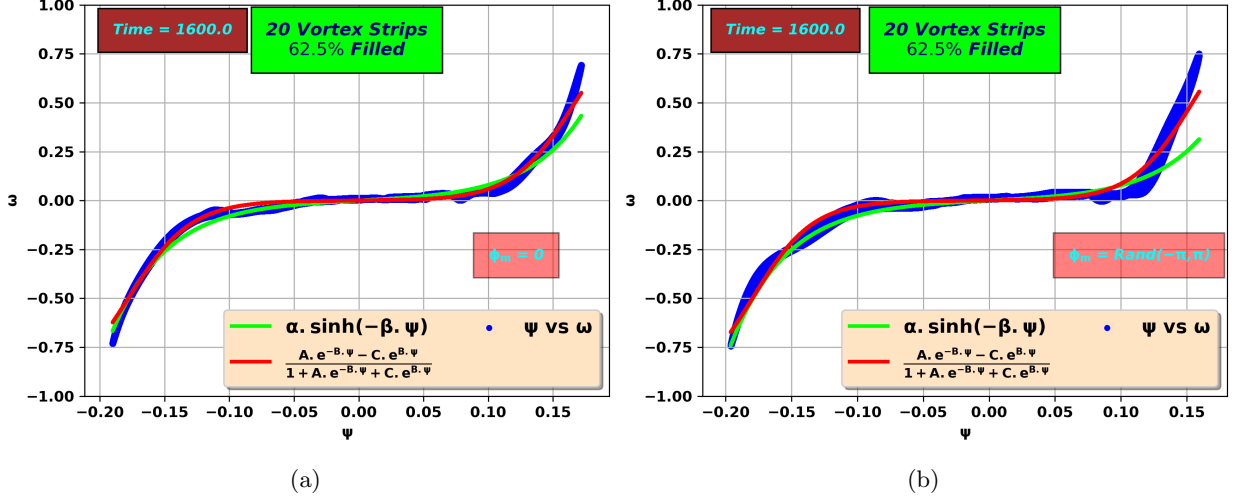 Time = 1600.0
20 Vortex Strips
62.5% Filled
1.00
0.75
0.50
0.25
0.00
−0.25
−0.50
−0.75
−1.00
ω
ϕm = 0
α. sinh(−β. ψ)
ψ vs ω
A. e−B. ψ − C. eB. ψ
1 + A. e−B. ψ + C. eB. ψ
−0.20 −0.15 −0.10 −0.05 0.00 0.05 0.10 0.15
ψ
(a)
Time = 1600.0
20 Vortex Strips
62.5% Filled
1.00
0.75
0.50
0.25
0.00
−0.25
−0.50
−0.75
−1.00
ω
ϕm = Rand(−π,π)
α. sinh(−β. ψ)
ψ vs ω
A. e−B. ψ − C. eB. ψ
1 + A. e−B. ψ + C. eB. ψ
−0.20 −0.15 −0.10 −0.05 0.00 0.05 0.10 0.15
ψ
(b)